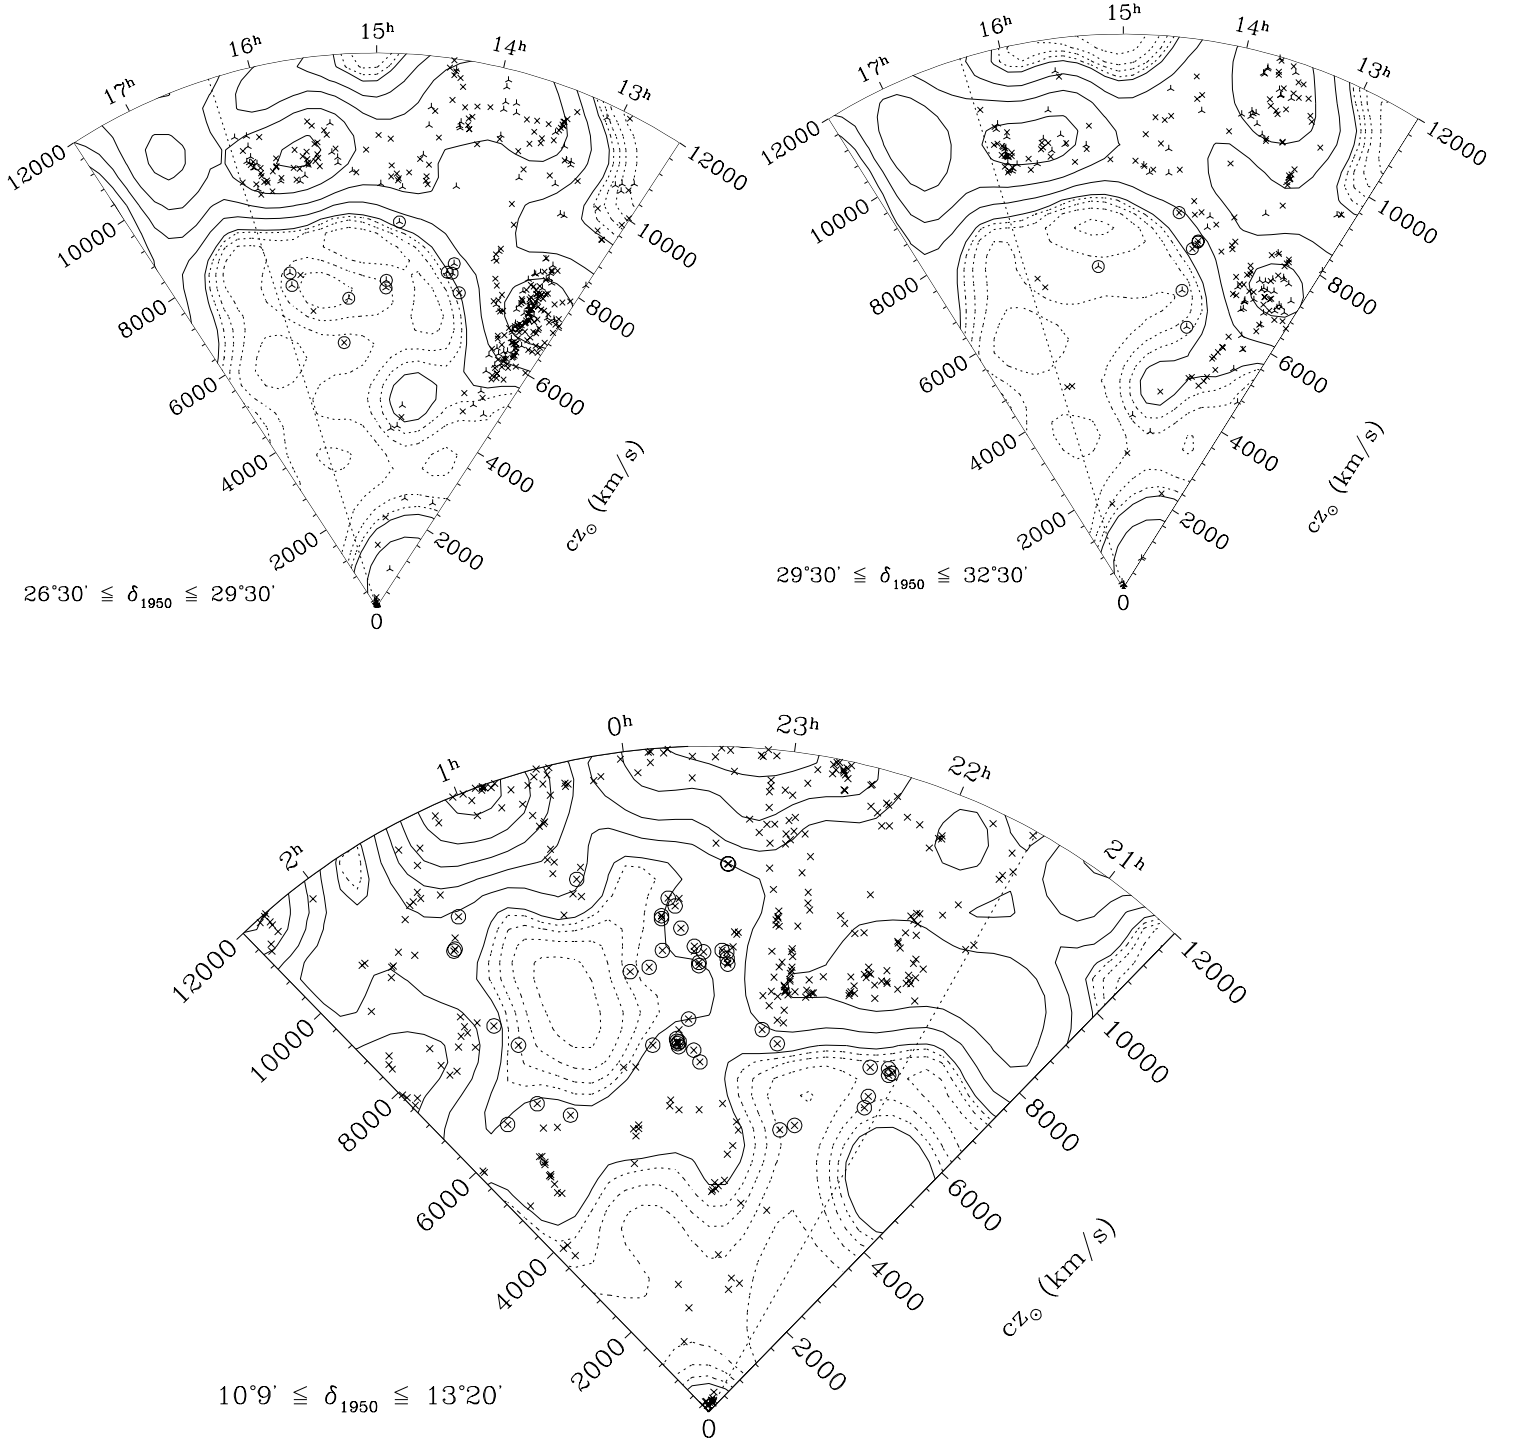 17ʰ
16ʰ
15ʰ
14ʰ
13ʰ
12000
10000
8000
6000
4000
2000
0
2000
4000
6000
8000
10000
12000
cz☉ (km/s)
26°30' ≦ δ₁₉₅₀ ≦ 29°30'
17ʰ
16ʰ
15ʰ
14ʰ
13ʰ
12000
10000
8000
6000
4000
2000
0
2000
4000
6000
8000
10000
12000
cz☉ (km/s)
29°30' ≦ δ₁₉₅₀ ≦ 32°30'
2ʰ
1ʰ
0ʰ
23ʰ
22ʰ
21ʰ
12000
10000
8000
6000
4000
2000
0
2000
4000
6000
8000
10000
12000
cz☉ (km/s)
10°9' ≦ δ₁₉₅₀ ≦ 13°20'